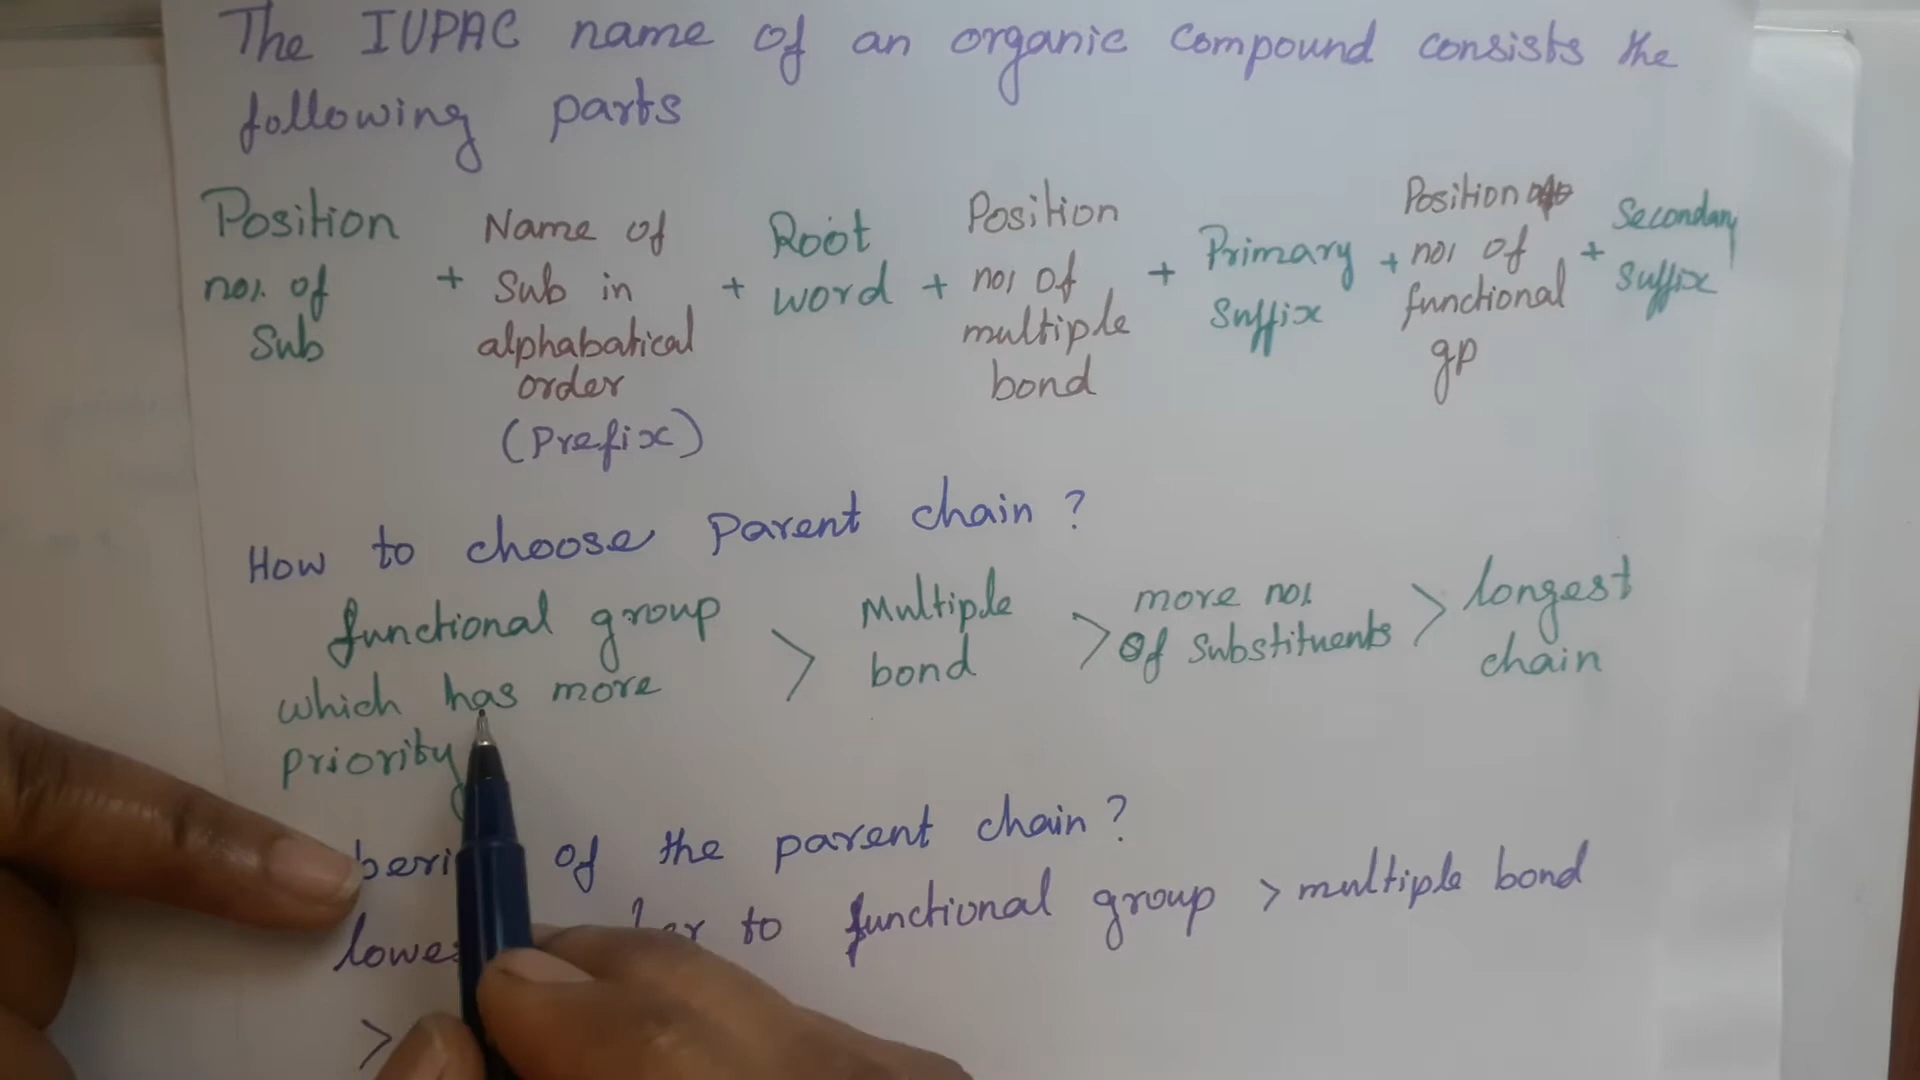 The IUPAC name of an organic compound consists the
following parts
Position no. of Sub + Name of Sub in alphabatical order (Prefix) + Root word + Position no. of multiple bond + Primary Suffix + Position no. of functional gp + Secondary Suffix
How to choose parent chain ?
functional group which has more priority > Multiple bond > more no. of substituents > longest chain
of the parent chain ?
to functional group > multiple bond
>